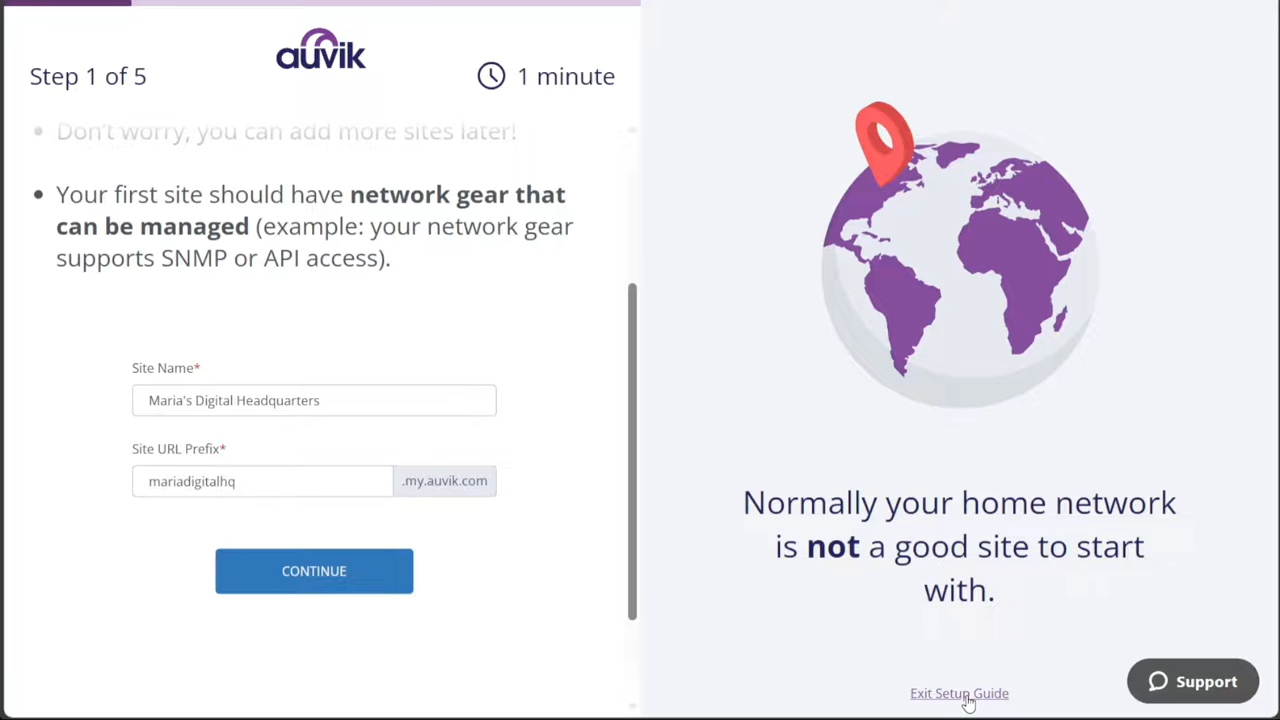 auvik
Step 1 of 5
1 minute
Don't worry, you can add more sites later!
Your first site should have network gear that
can be managed (example: your network gear
supports SNMP or API access).
Site Name*
Maria's Digital Headquarters
Site URL Prefix*
mariadigitalhq .my.auvik.com
CONTINUE
Normally your home network
is not a good site to start
with.
Exit Setup Guide
Support